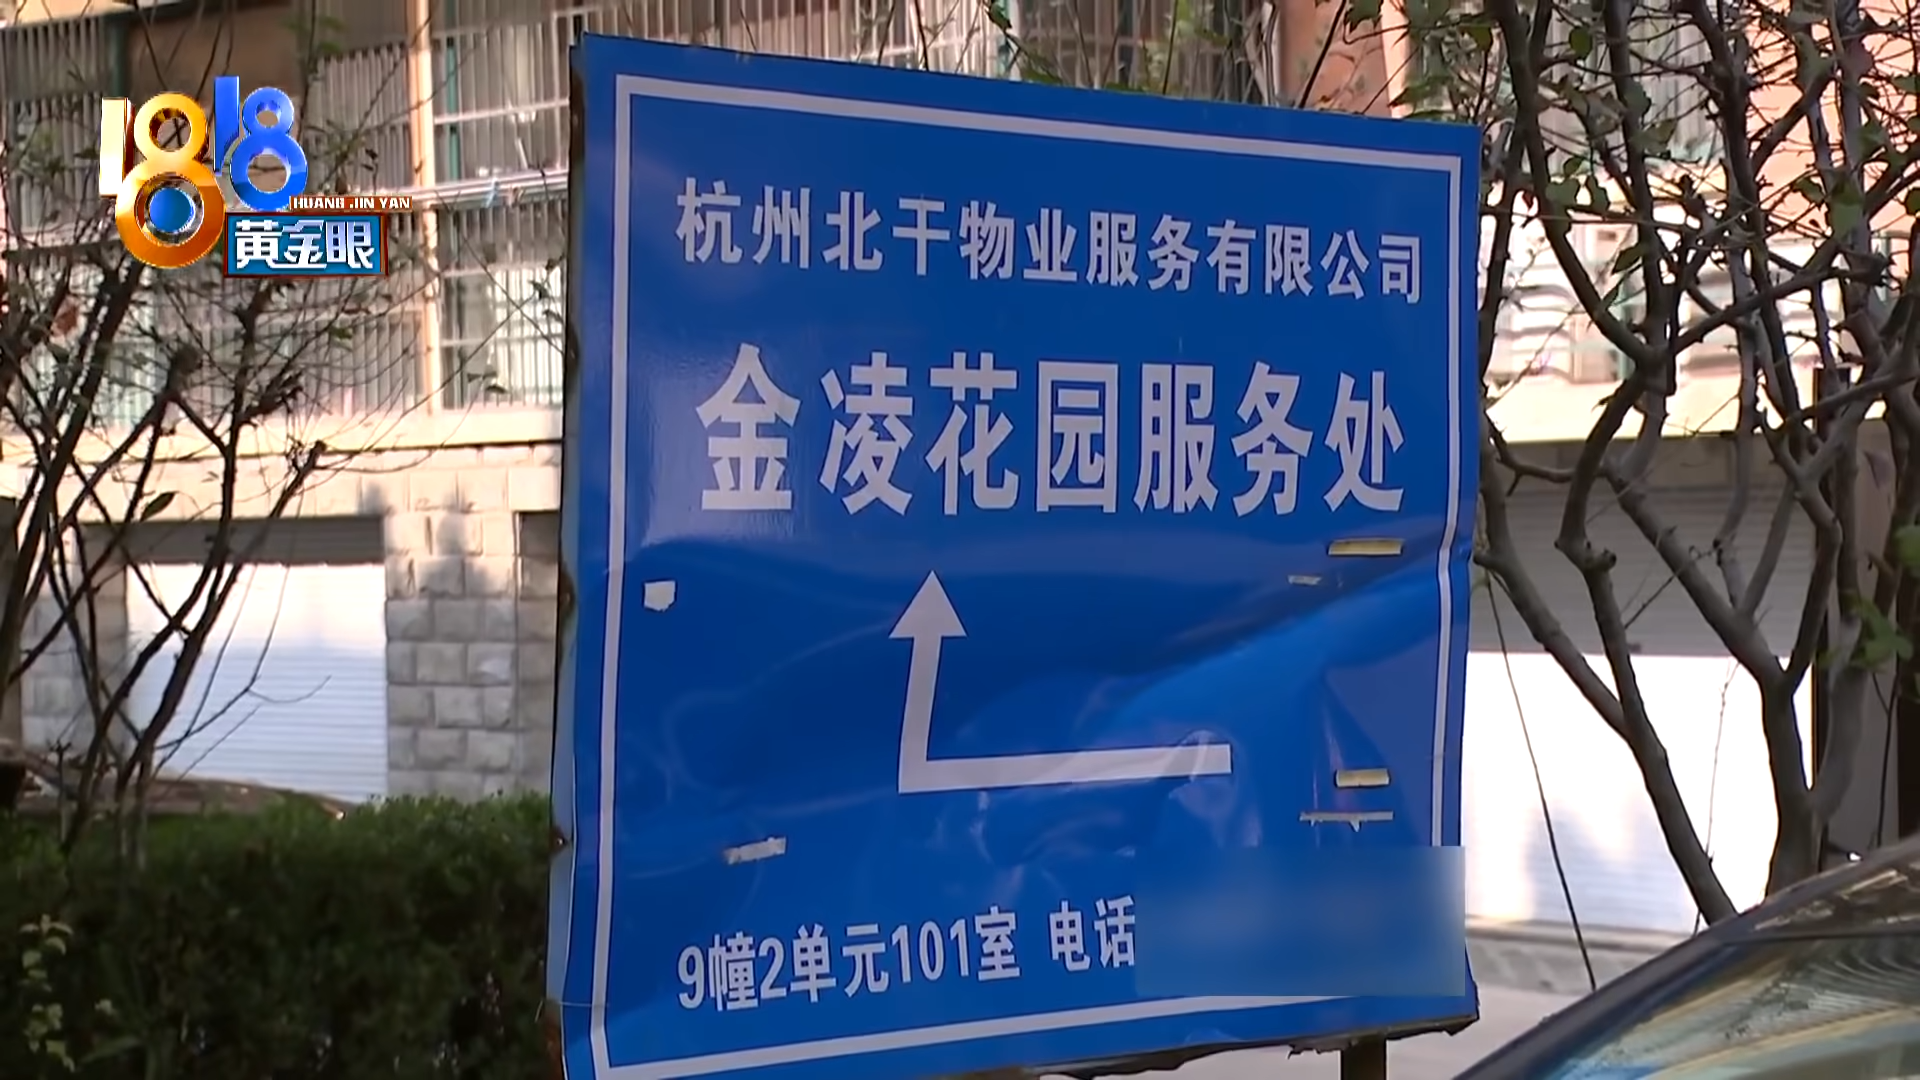 1818
HUANG JIN YAN
黄金眼
杭州北干物业服务有限公司
金凌花园服务处
9幢2单元101室 电话